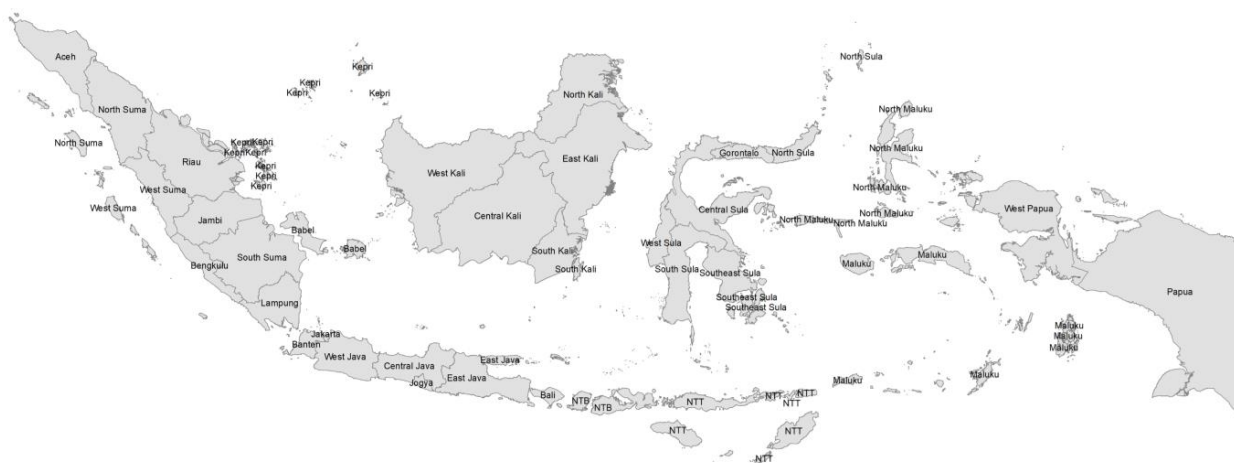 Aceh
North Sula
Kepri
Kepri
Kepri
Kepri
North Kali
North Suma
North Maluku
North Suma
Kepri
Kepri
Kepri
Kepri
North Maluku
Gorontalo
North Sula
Riau
East Kali
Kepri
Kepri
Kepri
West Kali
West Suma
North Maluku
West Suma
Central Sula
North Maluku
West Papua
Jambi
Central Kali
North Maluku
North Maluku
Babel
Babel
West Sula
South Kali
Maluku
South Suma
Bengkulu
South Kali
South Sula
Southeast Sula
Maluku
Papua
Lampung
Southeast Sula
Southeast Sula
Maluku
Maluku
Maluku
Jakarta
Banten
West Java
East Java
Central Java
Jogya
East Java
Maluku
Maluku
Bali
NTB
NTB
NTT
NTT
NTT
NTT
NTT
NTT
NTT